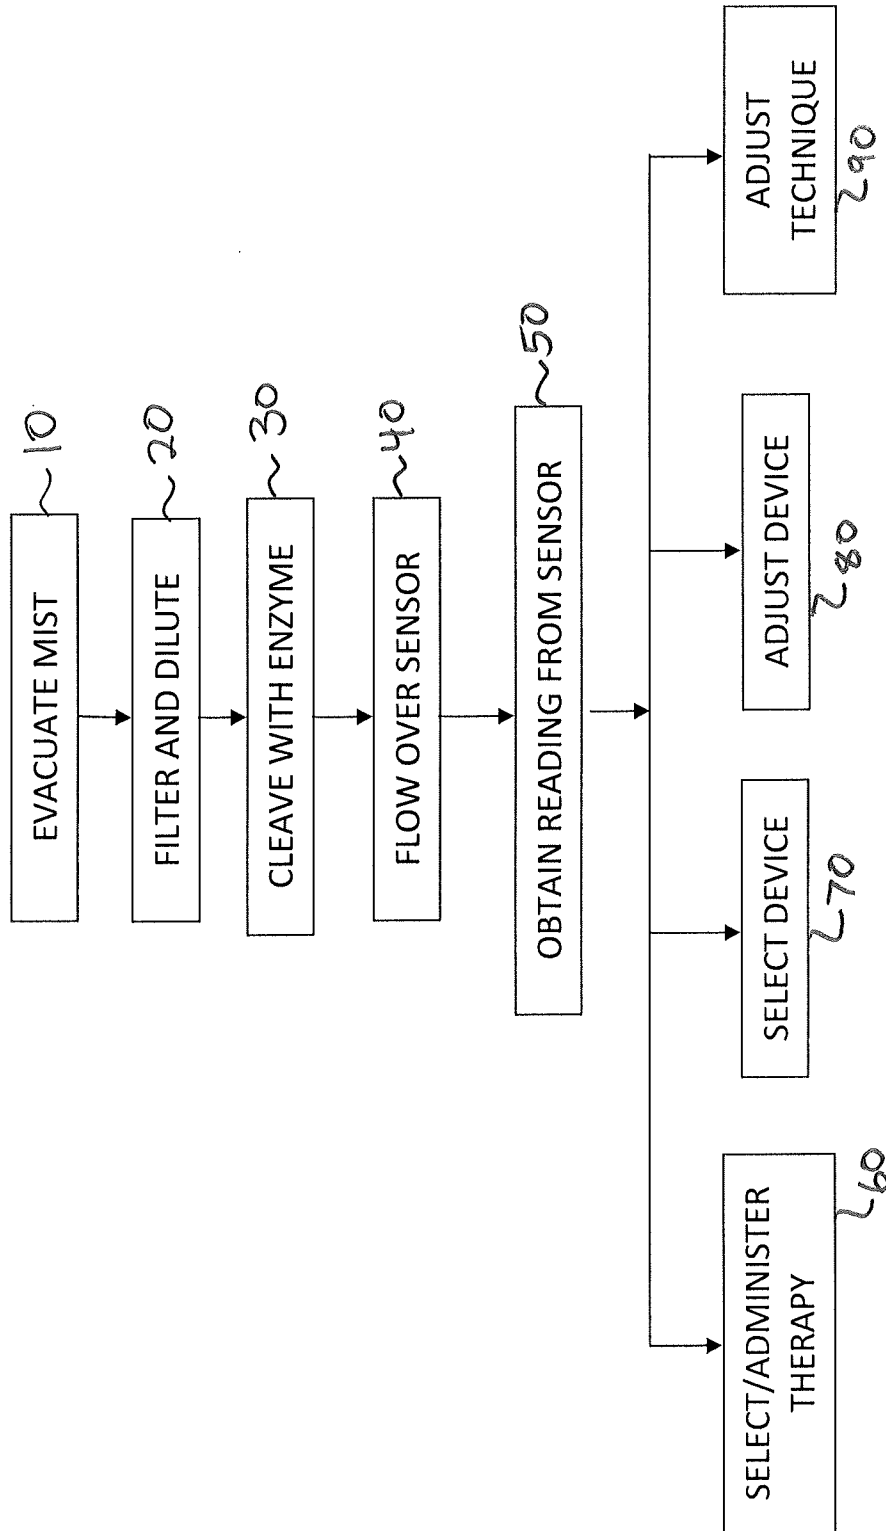 EVACUATE MIST
10
FILTER AND DILUTE
20
CLEAVE WITH ENZYME
30
FLOW OVER SENSOR
40
OBTAIN READING FROM SENSOR
50
SELECT/ADMINISTER
THERAPY
60
SELECT DEVICE
70
ADJUST DEVICE
80
ADJUST
TECHNIQUE
90